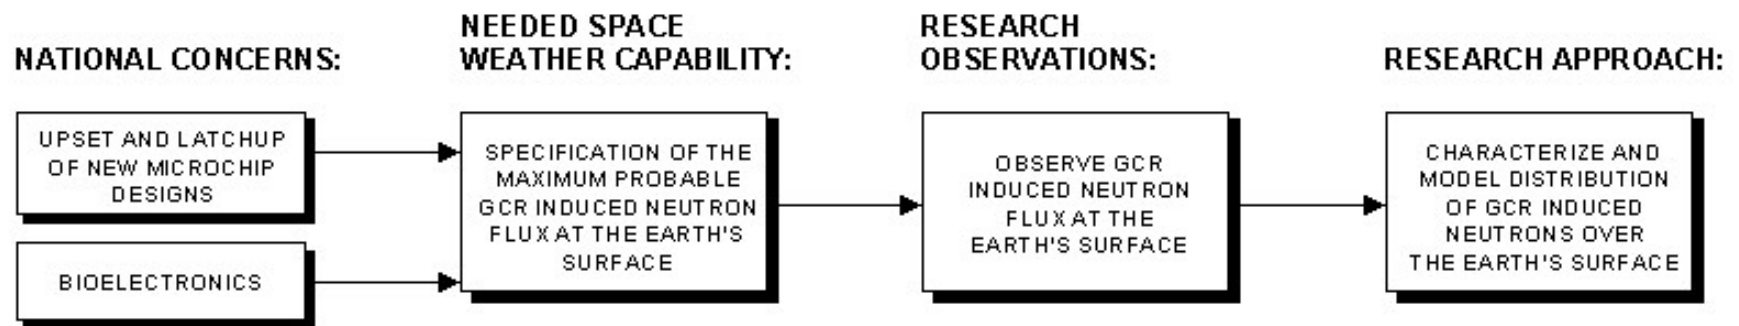 NATIONAL CONCERNS:
NEEDED SPACE
WEATHER CAPABILITY:
RESEARCH
OBSERVATIONS:
RESEARCH APPROACH:
UPSET AND LATCHUP
OF NEW MICROCHIP
DESIGNS
BIOELECTRONICS
SPECIFICATION OF THE
MAXIMUM PROBABLE
GCR INDUCED NEUTRON
FLUX AT THE EARTH'S
SURFACE
OBSERVE GCR
INDUCED NEUTRON
FLUX AT THE
EARTH'S SURFACE
CHARACTERIZE AND
MODEL DISTRIBUTION
OF GCR INDUCED
NEUTRONS OVER
THE EARTH'S SURFACE